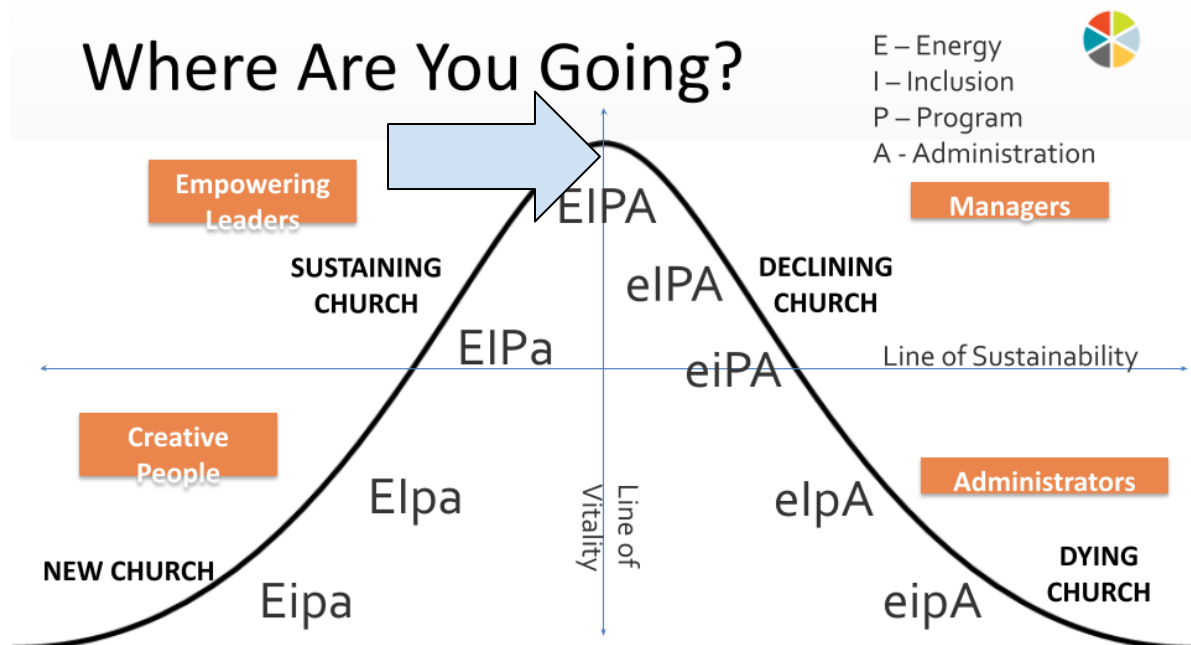 Where Are You Going?
E – Energy
I – Inclusion
P – Program
A - Administration
Empowering
Leaders
Managers
EIPA
SUSTAINING
CHURCH
eIPA
DECLINING
CHURCH
EIPa
eiPA
Line of Sustainability
Creative
People
EIpa
Line of
Vitality
eIpA
Administrators
NEW CHURCH
Eipa
eipA
DYING
CHURCH